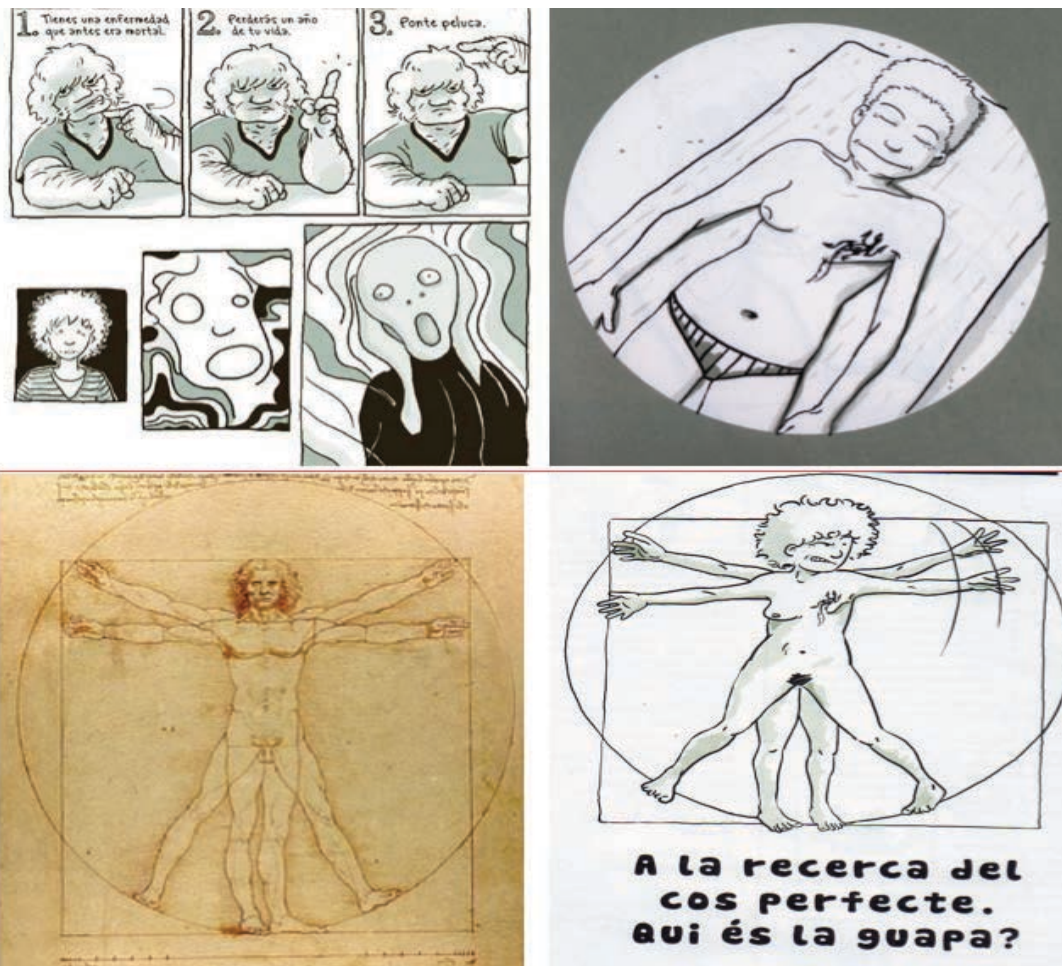 1. Tienes una enfermedad
que antes era mortal.
2. Perderás un año
de tu vida.
3. Ponte peluca.
A la recerca del
cos perfecte.
Qui és la guapa?